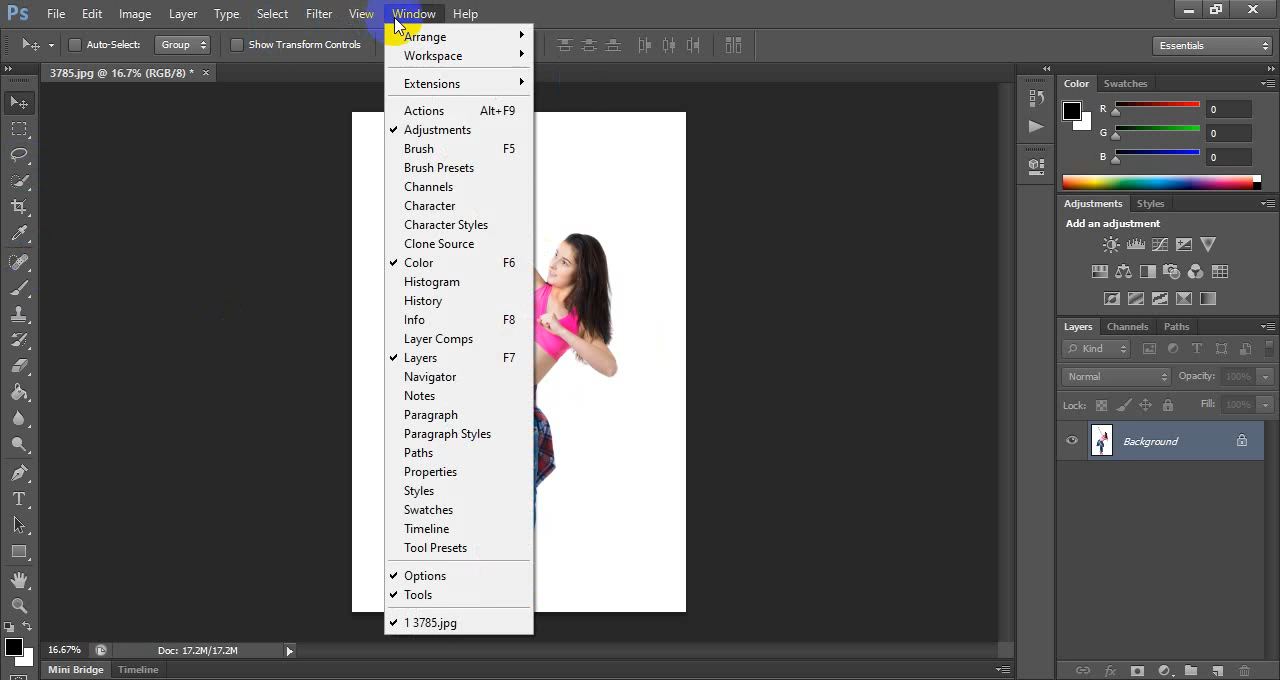 Ps File Edit Image Layer Type Select Filter View Window Help
Auto-Select: Group Show Transform Controls Essentials
3785.jpg @ 16.7% (RGB/8) * ×
Arrange
Workspace
Extensions
Actions Alt+F9
Adjustments
Brush F5
Brush Presets
Channels
Character
Character Styles
Clone Source
Color F6
Histogram
History
Info F8
Layer Comps
Layers F7
Navigator
Notes
Paragraph
Paragraph Styles
Paths
Properties
Styles
Swatches
Timeline
Tool Presets
Options
Tools
1 3785.jpg
Color Swatches
R 0
G 0
B 0
Adjustments Styles
Add an adjustment
Layers Channels Paths
Kind
Normal Opacity: 100%
Lock: Fill: 100%
Background
16.67% Doc: 17.2M/17.2M
Mini Bridge Timeline